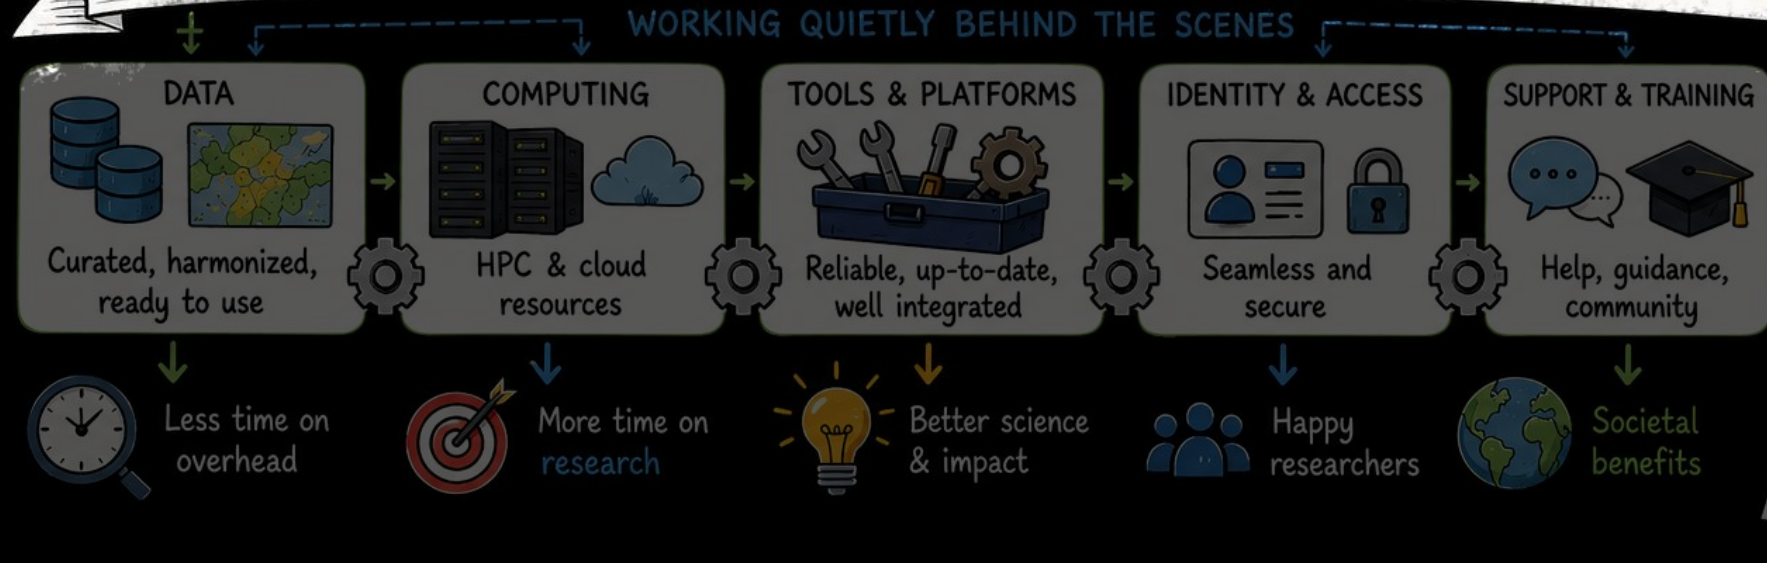 WORKING QUIETLY BEHIND THE SCENES
DATA
Curated, harmonized,
ready to use
COMPUTING
HPC & cloud
resources
TOOLS & PLATFORMS
Reliable, up-to-date,
well integrated
IDENTITY & ACCESS
Seamless and
secure
SUPPORT & TRAINING
Help, guidance,
community
Less time on
overhead
More time on
research
Better science
& impact
Happy
researchers
Societal
benefits